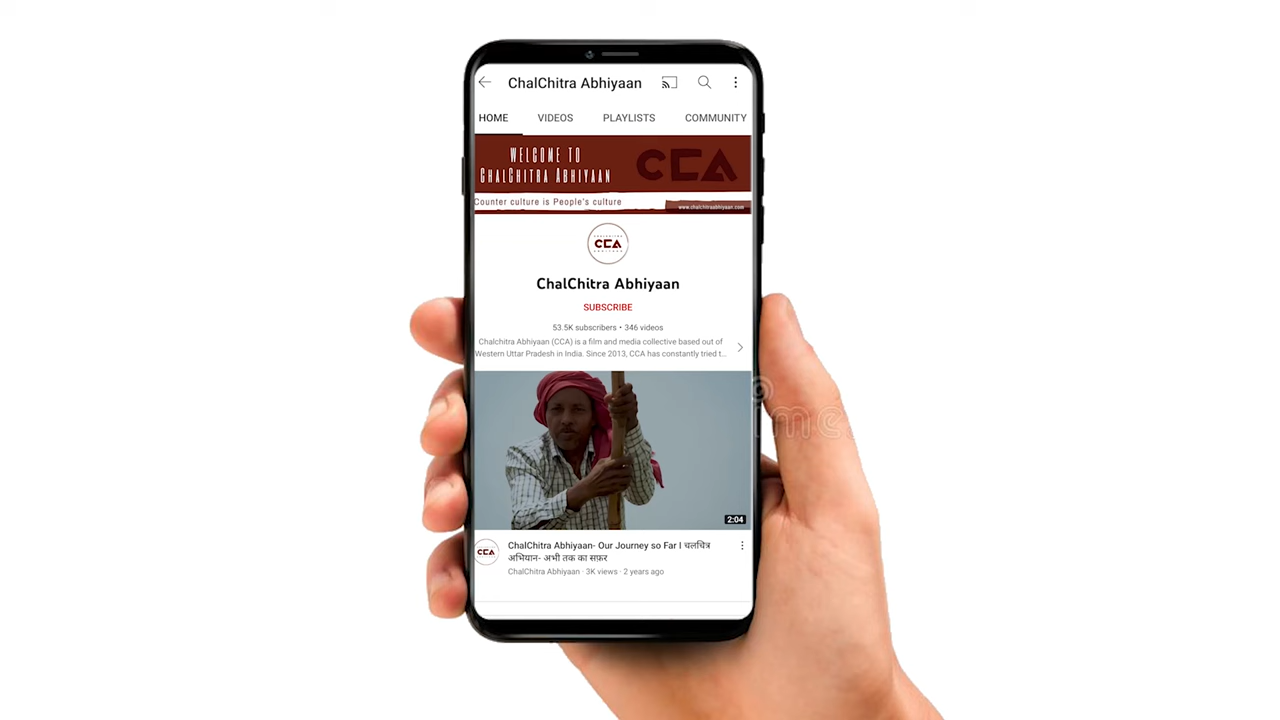 ChalChitra Abhiyaan
HOME VIDEOS PLAYLISTS COMMUNITY
WELCOME TO
CHALCHITRA ABHIYAAN
CCA
Counter culture is People's culture
www.chalchitraabhiyaan.com
CCA
ChalChitra Abhiyaan
SUBSCRIBE
53.5K subscribers • 346 videos
Chalchitra Abhiyaan (CCA) is a film and media collective based out of
Western Uttar Pradesh in India. Since 2013, CCA has constantly tried t...
2:04
CCA
ChalChitra Abhiyaan- Our Journey so Far I चलचित्र
अभियान- अभी तक का सफ़र
ChalChitra Abhiyaan · 3K views · 2 years ago